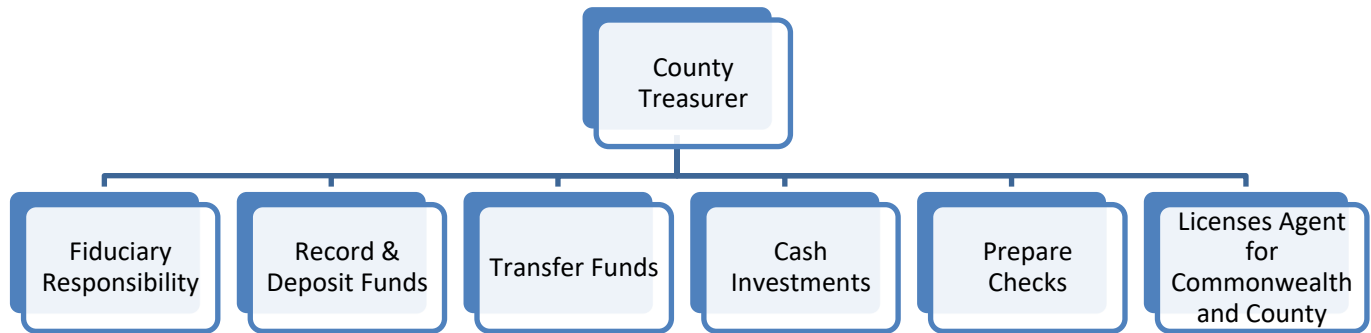 County
Treasurer
Fiduciary
Responsibility
Record &
Deposit Funds
Transfer Funds
Cash
Investments
Prepare
Checks
Licenses Agent
for
Commonwealth
and County